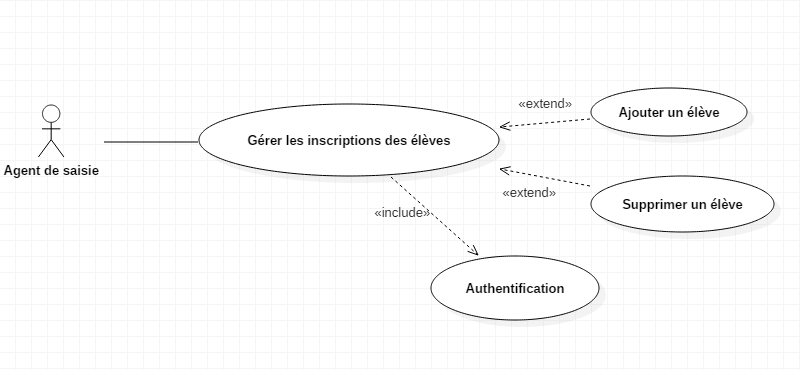 «extend»
Ajouter un élève
Gérer les inscriptions des élèves
Agent de saisie
«extend»
Supprimer un élève
«include»
Authentification